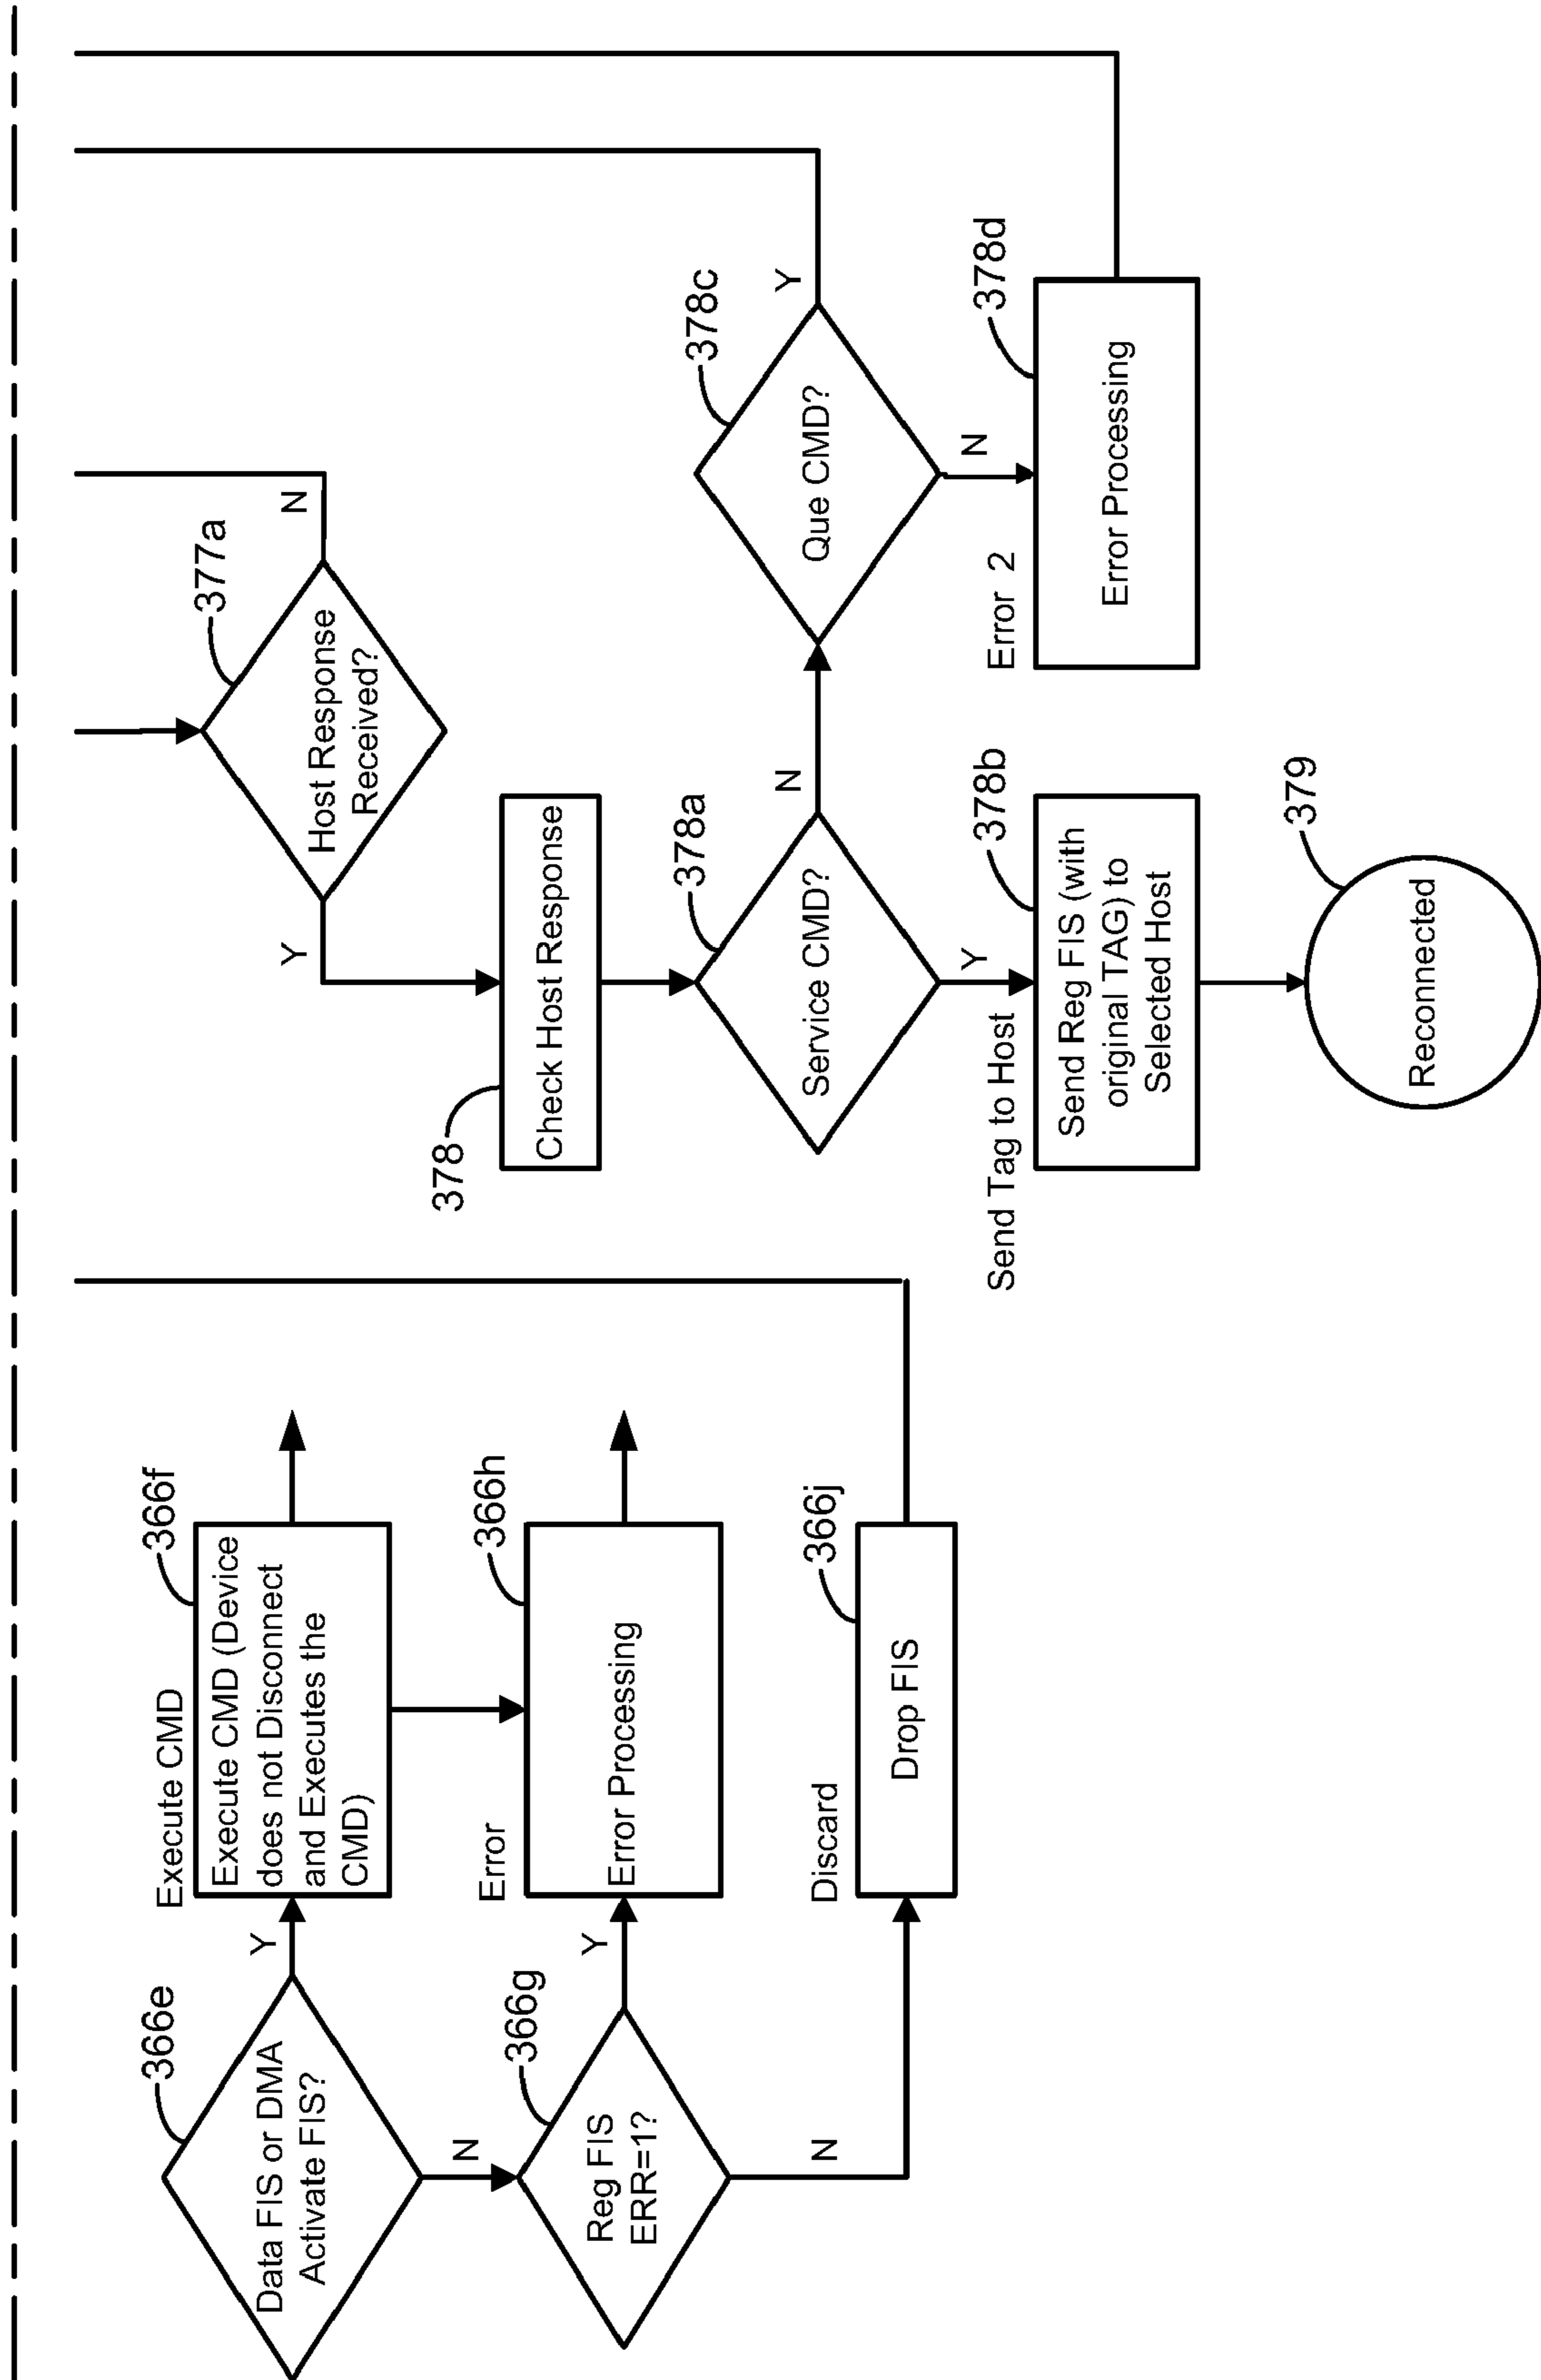 366e
Data FIS or DMA
Activate FIS?
Y
N
Execute CMD
366f
Execute CMD (Device
does not Disconnect
and Executes the
CMD)
366g
Reg FIS
ERR=1?
Y
N
Error
366h
Error Processing
Discard
366j
Drop FIS
377a
Host Response
Received?
Y
N
378
Check Host Response
378a
Service CMD?
N
Y
378c
Que CMD?
Y
N
Send Tag to Host
378b
Send Reg FIS (with
original TAG) to
Selected Host
Error 2
378d
Error Processing
379
Reconnected